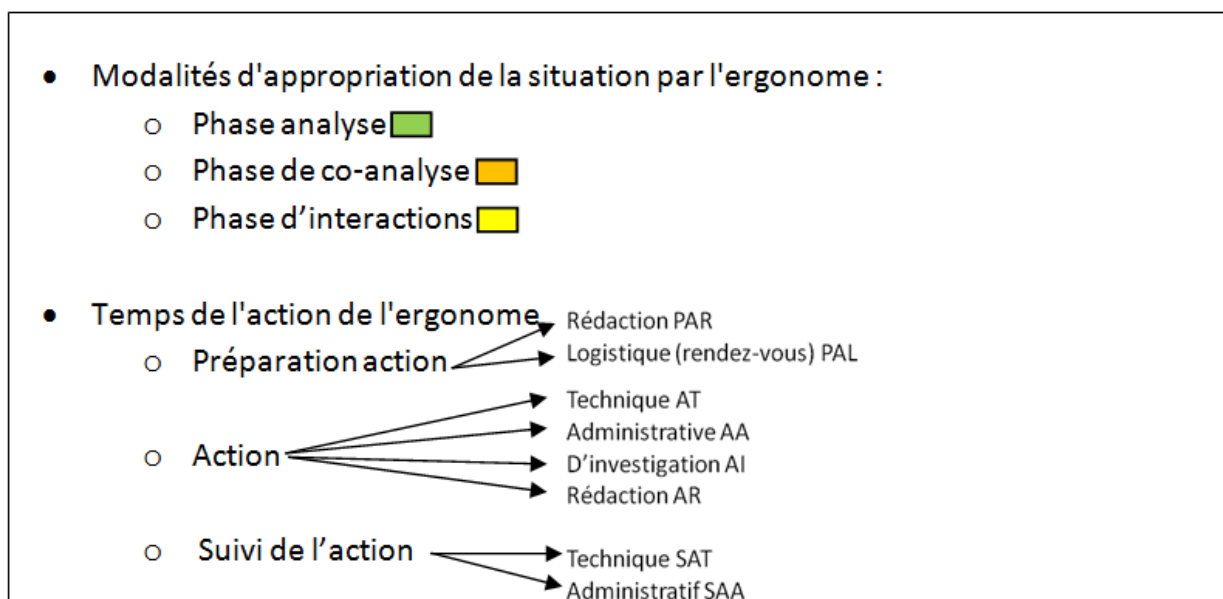 Modalités d'appropriation de la situation par l'ergonome :
Phase analyse
Phase de co-analyse
Phase d’interactions
Temps de l'action de l'ergonome
Préparation action
Rédaction PAR
Logistique (rendez-vous) PAL
Action
Technique AT
Administrative AA
D’investigation AI
Rédaction AR
Suivi de l’action
Technique SAT
Administratif SAA